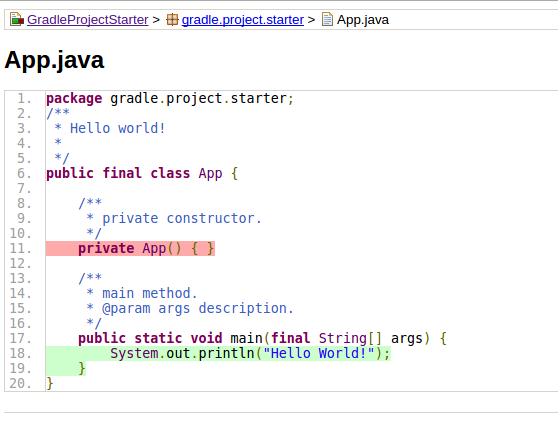 GradleProjectStarter > gradle.project.starter > App.java
App.java
1. package gradle.project.starter;
2. /**
3.  * Hello world!
4.  *
5.  */
6. public final class App {
7.
8.     /**
9.      * private constructor.
10.      */
11.     private App() { }
12.
13.     /**
14.      * main method.
15.      * @param args description.
16.      */
17.     public static void main(final String[] args) {
18.         System.out.println("Hello World!");
19.     }
20. }